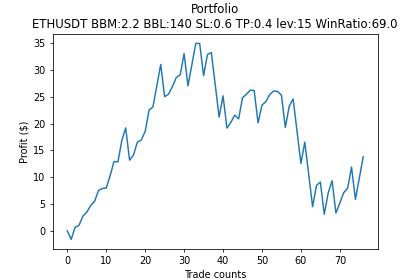 Portfolio
ETHUSDT BBM:2.2 BBL:140 SL:0.6 TP:0.4 lev:15 WinRatio:69.0
35
30
25
20
15
10
5
0
Profit ($)
0 10 20 30 40 50 60 70
Trade counts